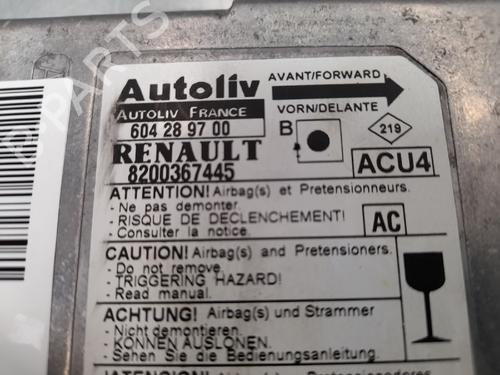 Autoliv
AVANT/FORWARD
AUTOLIV FRANCE
604 28 97 00
VORN/DELANTE
B
219
RENAULT
8200367445
ACU4
ATTENTION! Airbag(s) et Pretensionneurs.
- Ne pas demonter.
- RISQUE DE DECLENCHEMENT!
- Consulter la notice.
AC
CAUTION! Airbag(s) and Pretensioners.
- Do not remove.
- TRIGGERING HAZARD!
- Read manual.
ACHTUNG! Airbag(s) und Strammer
- Nicht demontieren.
- KÖNNEN AUSLÖSEN.
- Sehen Sie die Bedienungsanleitung.